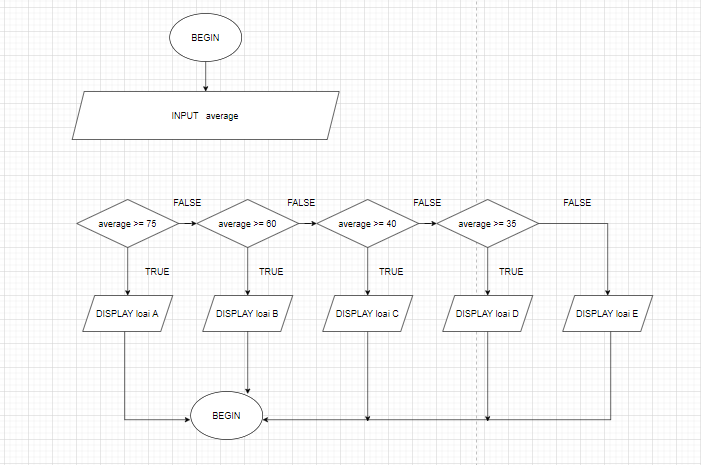 BEGIN
INPUT average
FALSE FALSE FALSE FALSE
average >= 75 average >= 60 average >= 40 average >= 35
TRUE TRUE TRUE TRUE
DISPLAY loai A DISPLAY loai B DISPLAY loai C DISPLAY loai D DISPLAY loai E
BEGIN